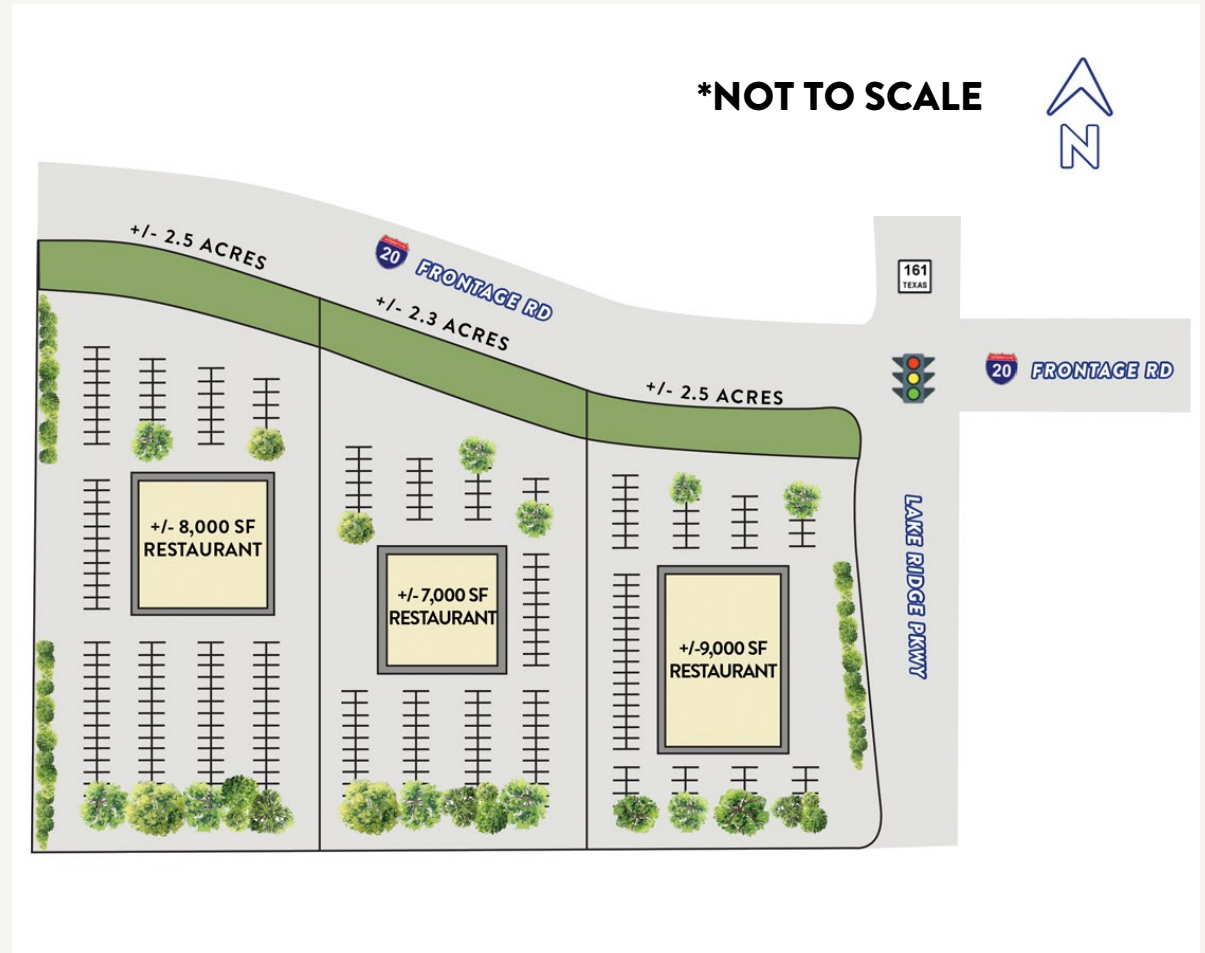 *NOT TO SCALE
N
+/- 2.5 ACRES
20
FRONTAGE RD
+/- 2.3 ACRES
161
TEXAS
+/- 2.5 ACRES
20
FRONTAGE RD
+/- 8,000 SF
RESTAURANT
+/- 7,000 SF
RESTAURANT
+/-9,000 SF
RESTAURANT
LAKE RIDGE PKWY